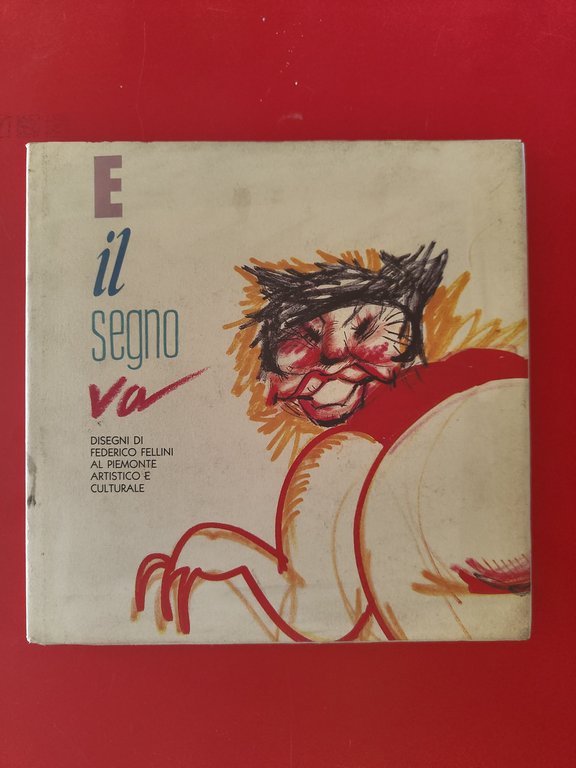 E
il
segno
va
DISEGNI DI
FEDERICO FELLINI
AL PIEMONTE
ARTISTICO E
CULTURALE